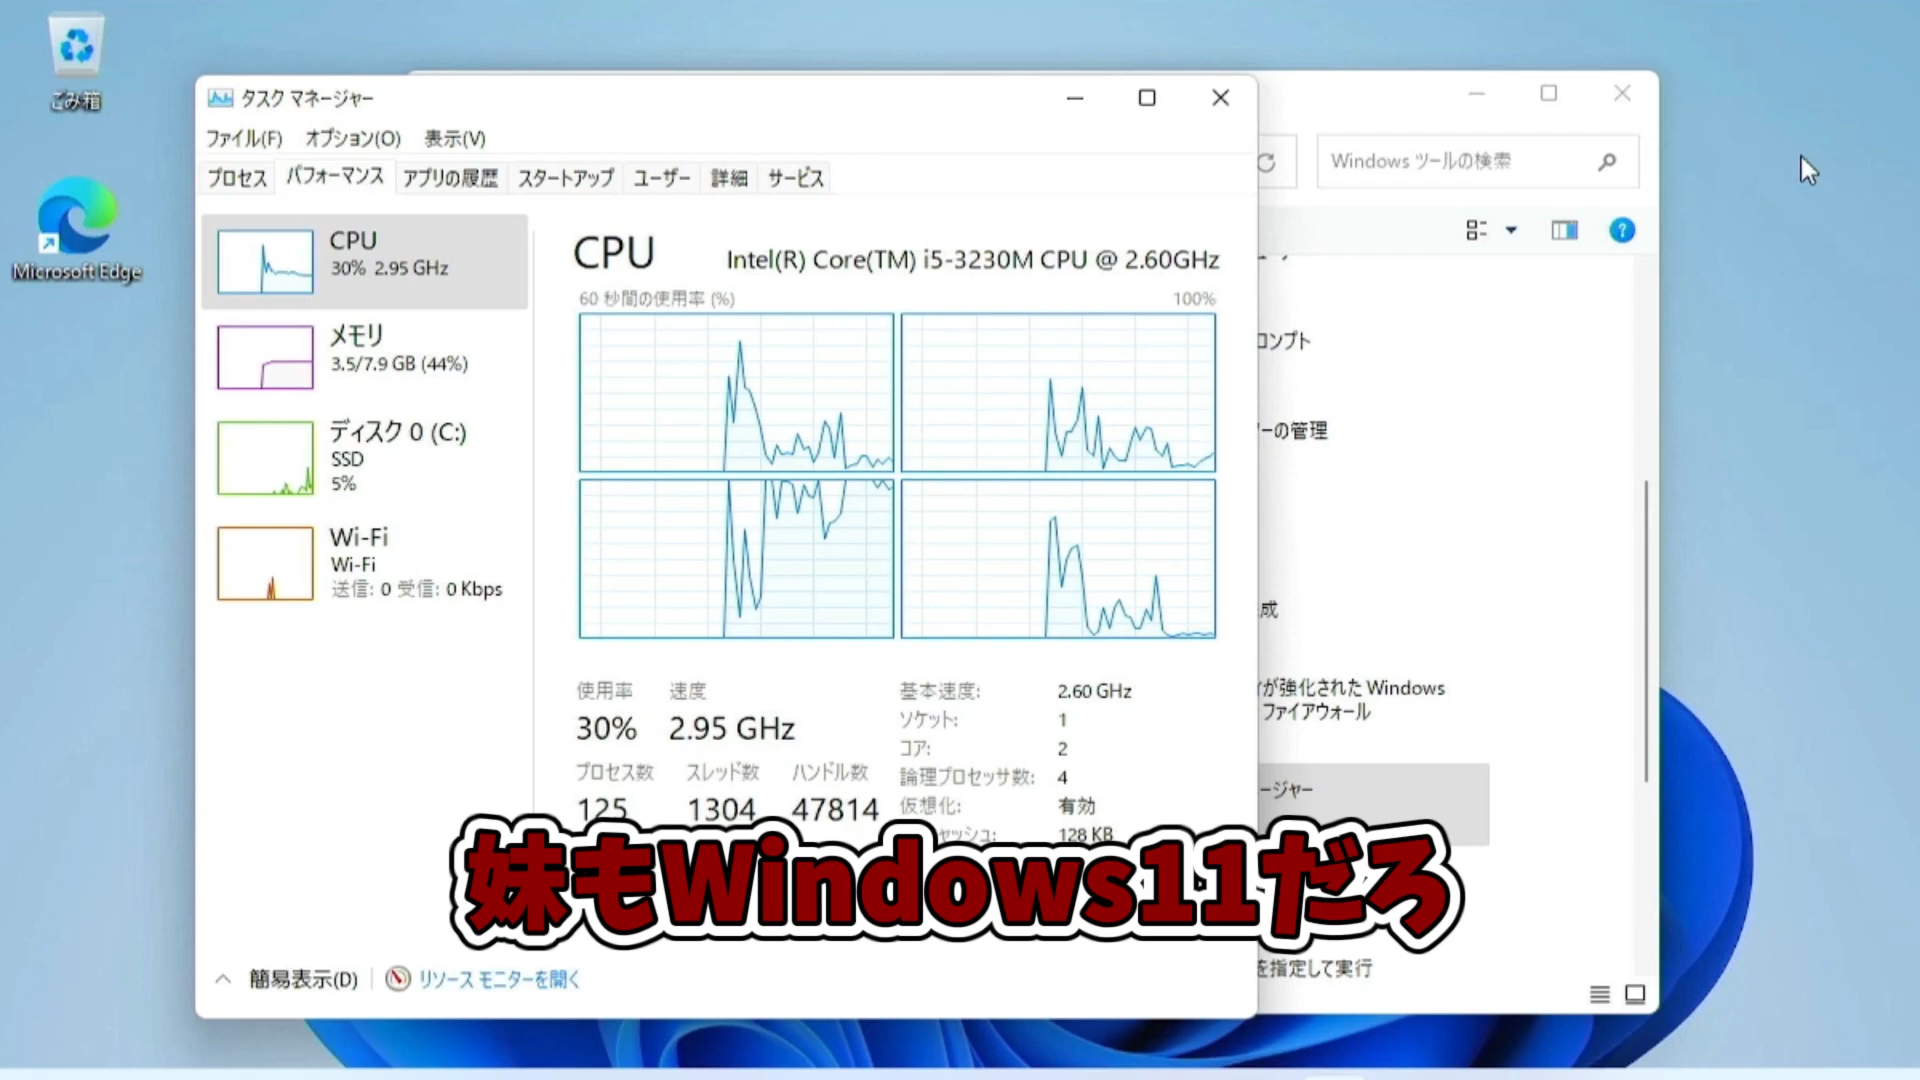 ごみ箱
Microsoft Edge
タスク マネージャー
ファイル(F) オプション(O) 表示(V)
プロセス パフォーマンス アプリの履歴 スタートアップ ユーザー 詳細 サービス
CPU
30% 2.95 GHz
メモリ
3.5/7.9 GB (44%)
ディスク 0 (C:)
SSD
5%
Wi-Fi
Wi-Fi
送信: 0 受信: 0 Kbps
CPU
Intel(R) Core(TM) i5-3230M CPU @ 2.60GHz
60 秒間の使用率 (%) 100%
使用率 速度
30% 2.95 GHz
プロセス数 スレッド数 ハンドル数
125 1304 47814
基本速度: 2.60 GHz
ソケット: 1
コア: 2
論理プロセッサ数: 4
仮想化: 有効
ャッシュ: 128 KB
簡易表示(D) リソース モニターを開く
Windows ツールの検索
ロンプト
ーの管理
成
が強化された Windows
ファイアウォール
ージャー
を指定して実行
妹もWindows11だろ